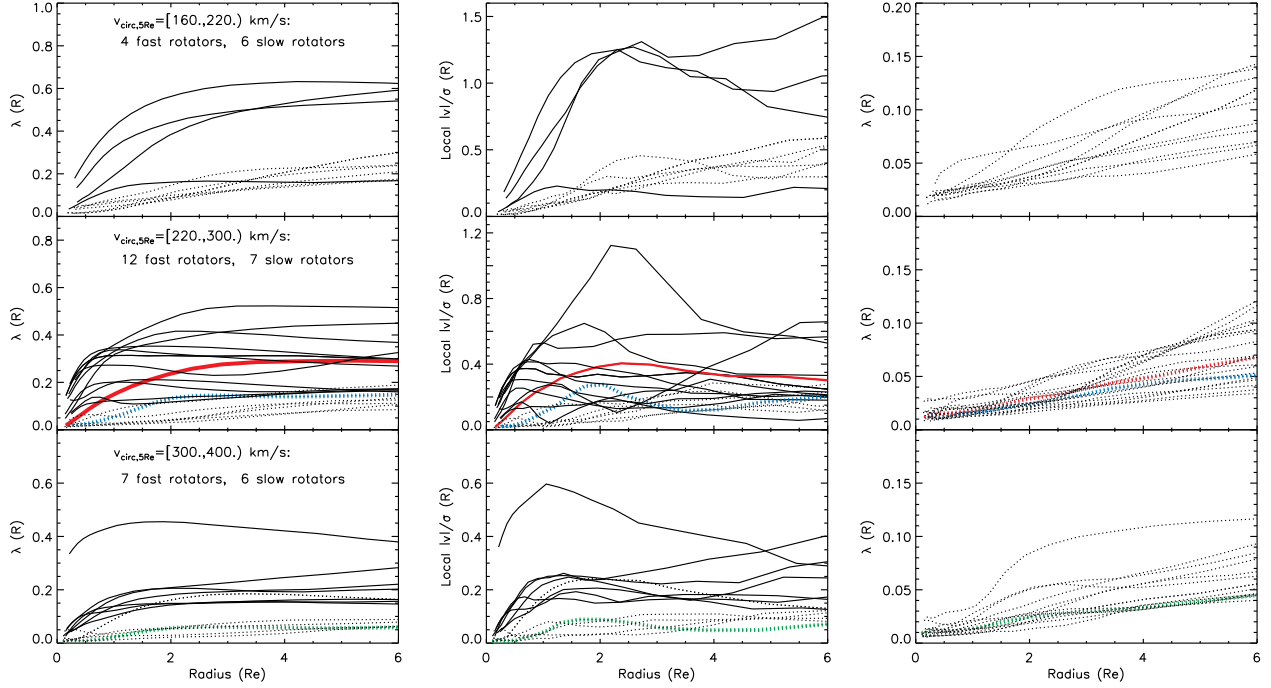 v_circ,5Re=[160.,220.) km/s:
4 fast rotators, 6 slow rotators
λ (R)
1.0
0.8
0.6
0.4
0.2
0.0
Local |v|/σ (R)
1.5
1.0
0.5
0.0
λ (R)
0.20
0.15
0.10
0.05
0.00
v_circ,5Re=[220.,300.) km/s:
12 fast rotators, 7 slow rotators
λ (R)
0.8
0.6
0.4
0.2
0.0
Local |v|/σ (R)
1.2
1.0
0.8
0.6
0.4
0.2
0.0
λ (R)
0.15
0.10
0.05
0.00
v_circ,5Re=[300.,400.) km/s:
7 fast rotators, 6 slow rotators
λ (R)
0.6
0.4
0.2
0.0
0 2 4 6
Radius (Re)
Local |v|/σ (R)
0.6
0.4
0.2
0.0
0 2 4 6
Radius (Re)
λ (R)
0.15
0.10
0.05
0.00
0 2 4 6
Radius (Re)